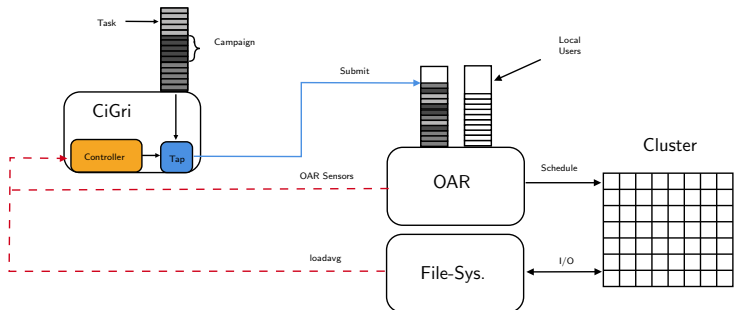 Task
Campaign
Local
Users
Submit
CiGri
Controller
Tap
Cluster
OAR Sensors
OAR
Schedule
loadavg
File-Sys.
I/O